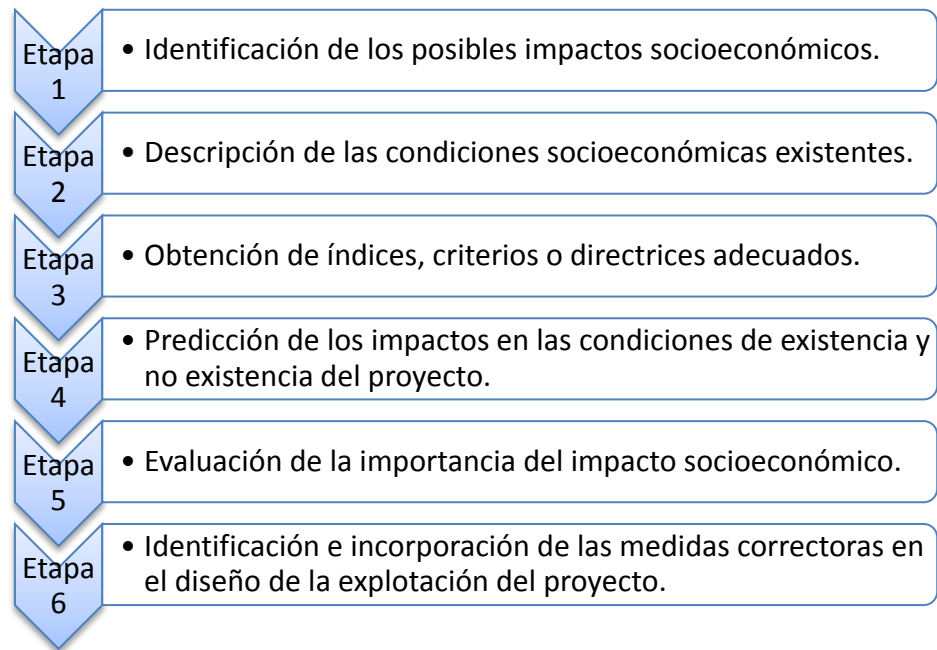 Etapa
1
• Identificación de los posibles impactos socioeconómicos.
Etapa
2
• Descripción de las condiciones socioeconómicas existentes.
Etapa
3
• Obtención de índices, criterios o directrices adecuados.
Etapa
4
• Predicción de los impactos en las condiciones de existencia y
no existencia del proyecto.
Etapa
5
• Evaluación de la importancia del impacto socioeconómico.
Etapa
6
• Identificación e incorporación de las medidas correctoras en
el diseño de la explotación del proyecto.